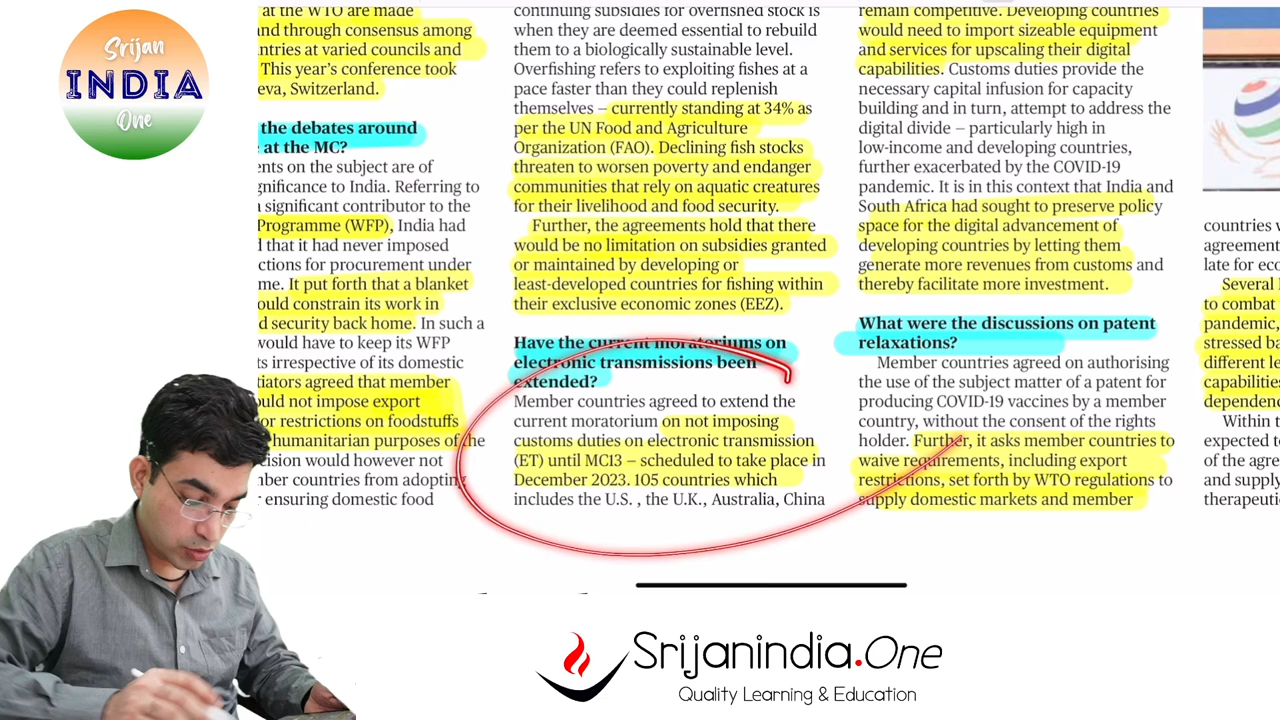 Srijan
INDIA
One
at the WTO are made
and through consensus among
ntries at varied councils and
This year's conference took
eva, Switzerland.
the debates around
at the MC?
ents on the subject are of
gnificance to India. Referring to
a significant contributor to the
Programme (WFP), India had
d that it had never imposed
ctions for procurement under
me. It put forth that a blanket
ould constrain its work in
d security back home. In such a
would have to keep its WFP
ts irrespective of its domestic
tiators agreed that member
ould not impose export
or restrictions on foodstuffs
humanitarian purposes of the
cision would however not
nber countries from adopting
ensuring domestic food
continuing subsidies for overfished stock is
when they are deemed essential to rebuild
them to a biologically sustainable level.
Overfishing refers to exploiting fishes at a
pace faster than they could replenish
themselves – currently standing at 34% as
per the UN Food and Agriculture
Organization (FAO). Declining fish stocks
threaten to worsen poverty and endanger
communities that rely on aquatic creatures
for their livelihood and food security.
Further, the agreements hold that there
would be no limitation on subsidies granted
or maintained by developing or
least-developed countries for fishing within
their exclusive economic zones (EEZ).
Have the current moratoriums on
electronic transmissions been
extended?
Member countries agreed to extend the
current moratorium on not imposing
customs duties on electronic transmission
(ET) until MC13 – scheduled to take place in
December 2023. 105 countries which
includes the U.S. , the U.K., Australia, China
remain competitive. Developing countries
would need to import sizeable equipment
and services for upscaling their digital
capabilities. Customs duties provide the
necessary capital infusion for capacity
building and in turn, attempt to address the
digital divide – particularly high in
low-income and developing countries,
further exacerbated by the COVID-19
pandemic. It is in this context that India and
South Africa had sought to preserve policy
space for the digital advancement of
developing countries by letting them
generate more revenues from customs and
thereby facilitate more investment.
What were the discussions on patent
relaxations?
Member countries agreed on authorising
the use of the subject matter of a patent for
producing COVID-19 vaccines by a member
country, without the consent of the rights
holder. Further, it asks member countries to
waive requirements, including export
restrictions, set forth by WTO regulations to
supply domestic markets and member
countries w
agreement
late for eco
Several
to combat
pandemic,
stressed ba
different le
capabilities
dependenc
Within t
expected to
of the agre
and supply
therapeuti
Srijanindia.One
Quality Learning & Education